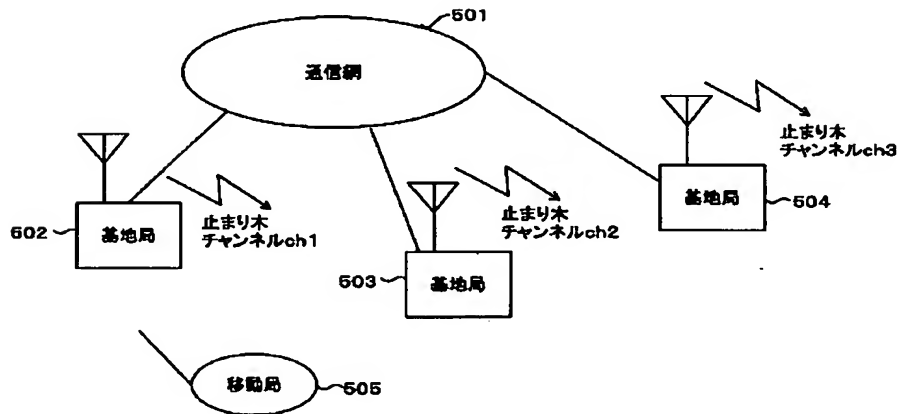 501
通信網
止まり木
チャンネルch3
基地局
504
502
基地局
止まり木
チャンネルch1
止まり木
チャンネルch2
503
基地局
移動局
505